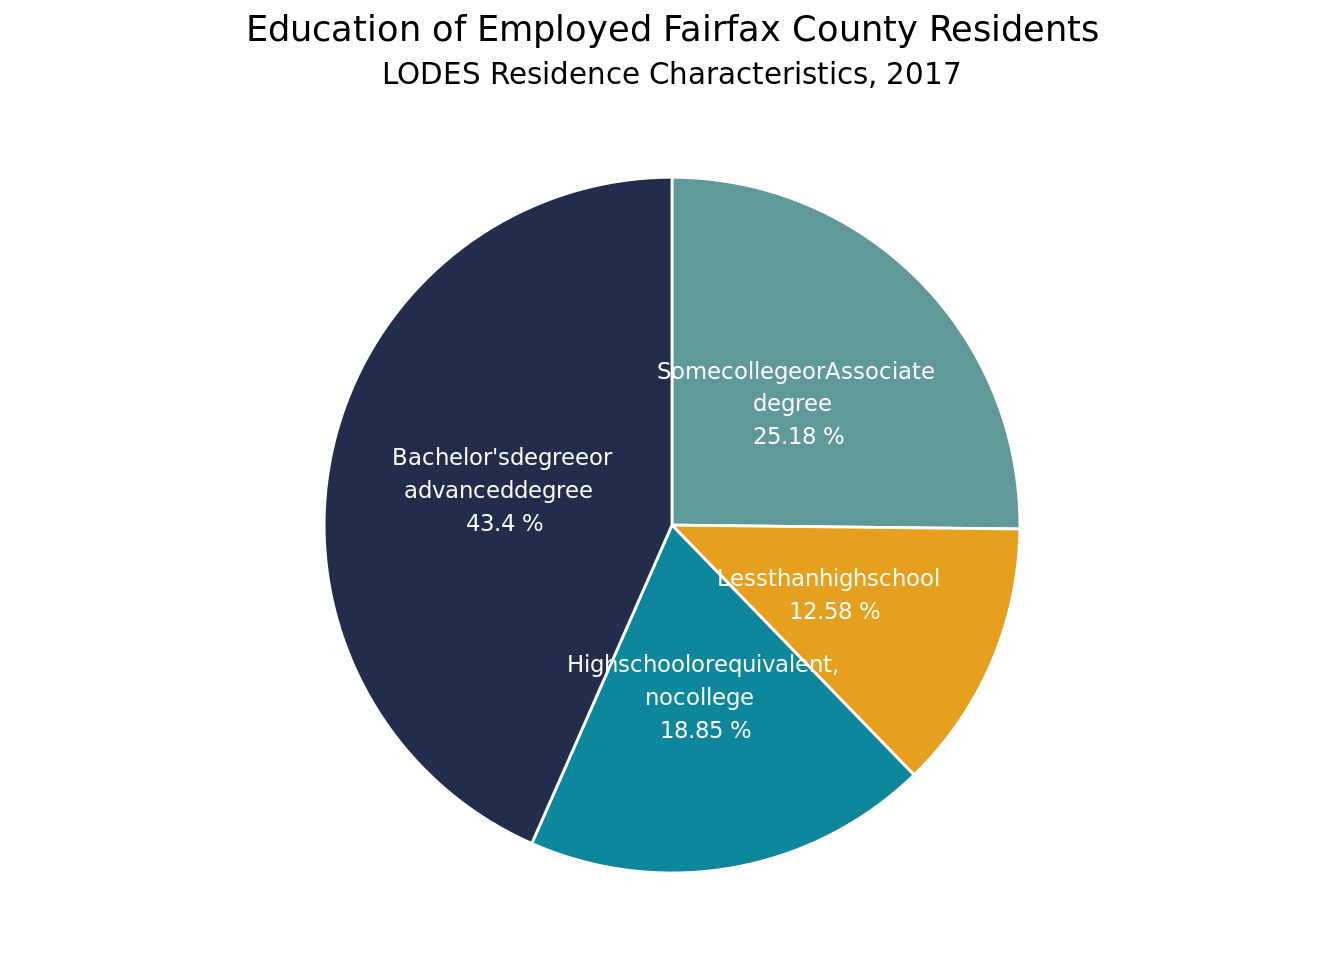 Education of Employed Fairfax County Residents
LODES Residence Characteristics, 2017
SomecollegeorAssociate
degree
25.18 %
Bachelor'sdegreeor
advanceddegree
43.4 %
Lessthanhighschool
12.58 %
Highschoolorequivalent,
nocollege
18.85 %